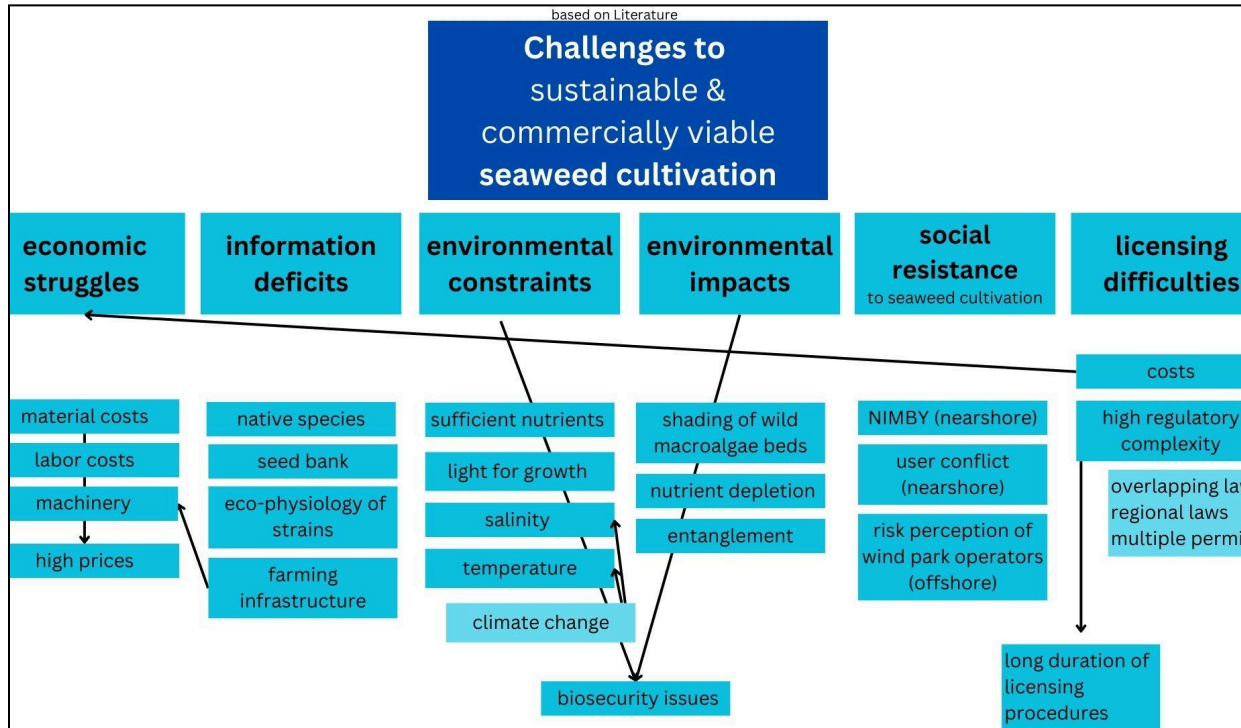 based on Literature
Challenges to
sustainable &
commercially viable
seaweed cultivation
economic
struggles
information
deficits
environmental
constraints
environmental
impacts
social
resistance
to seaweed cultivation
licensing
difficulties
costs
material costs
labor costs
machinery
high prices
native species
seed bank
eco-physiology of
strains
farming
infrastructure
sufficient nutrients
light for growth
salinity
temperature
climate change
shading of wild
macroalgae beds
nutrient depletion
entanglement
biosecurity issues
NIMBY (nearshore)
user conflict
(nearshore)
risk perception of
wind park operators
(offshore)
high regulatory
complexity
overlapping
regional laws
multiple
long duration of
licensing
procedures